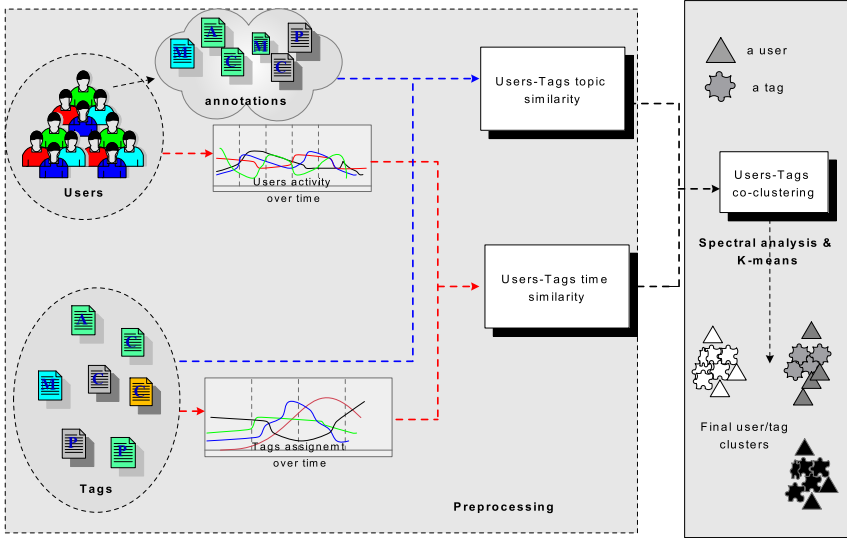 M
A
C
M
C
P
annotations
Users
Users activity
over time
Users-Tags topic
similarity
Users-Tags time
similarity
A
C
M
C
C
P
P
Tags
Tags assignemt
over time
Preprocessing
a user
a tag
Users-Tags
co-clustering
Spectral analysis &
K-means
Final user/tag
clusters